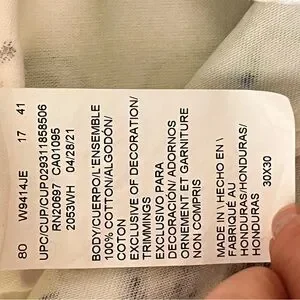 80 W9414JE 17 41
UPC/CUP/CUP029311858506
RN20697 CA01095
2053WH 04/28/21
BODY/CUERPO/L'ENSEMBLE
100% COTTON/ALGODÓN/
COTON
EXCLUSIVE OF DECORATION/
TRIMMINGS
EXCLUSIVO PARA
DECORACION/ ADORNOS
ORNEMENT ET GARNITURE
NON COMPRIS
MADE IN \ HECHO EN \
FABRIQUÉ AU
HONDURAS/HONDURAS/
HONDURAS
30X30